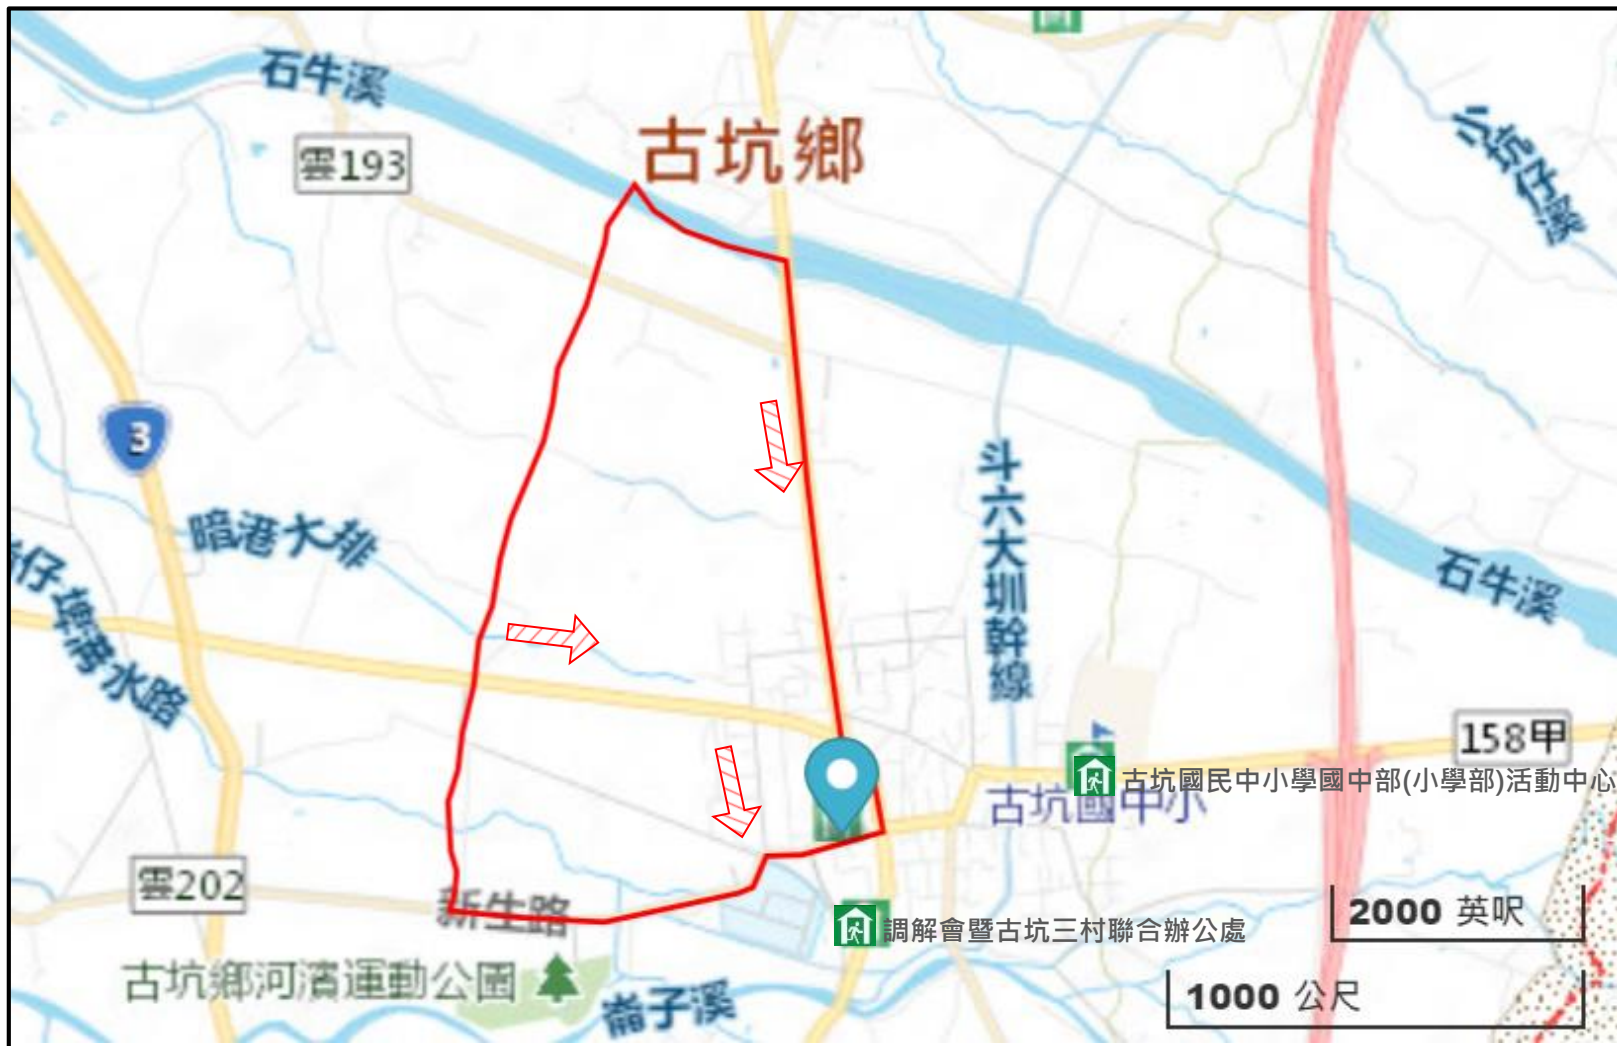 石牛溪
古坑鄉
雲193
小坑仔溪
3
斗六大圳幹線
暗港大排
石牛溪
158甲
古坑國民中小學國中部(小學部)活動中心
古坑國中小
雲202
新生路
2000 英呎
調解會暨古坑三村聯合辦公處
古坑鄉河濱運動公園
1000 公尺
崙子溪